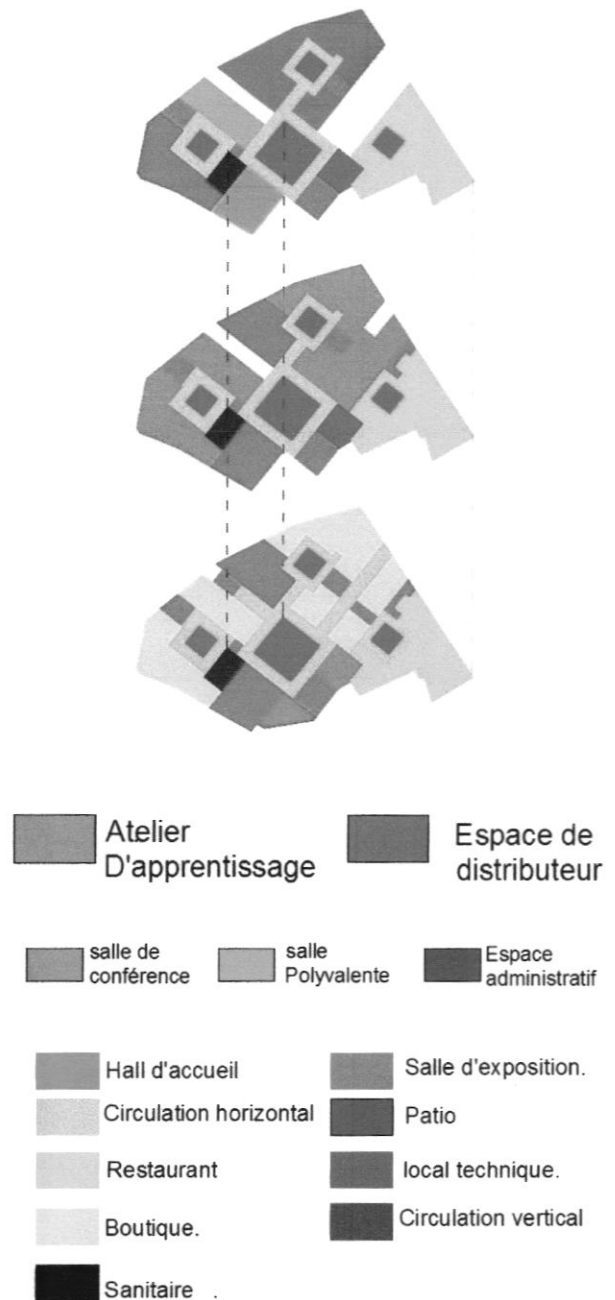 Atelier
D'apprentissage
Espace de
distributeur
salle de
conférence
salle
Polyvalente
Espace
administratif
Hall d'accueil
Salle d'exposition.
Circulation horizontal
Patio
Restaurant
local technique.
Boutique.
Circulation vertical
Sanitaire .